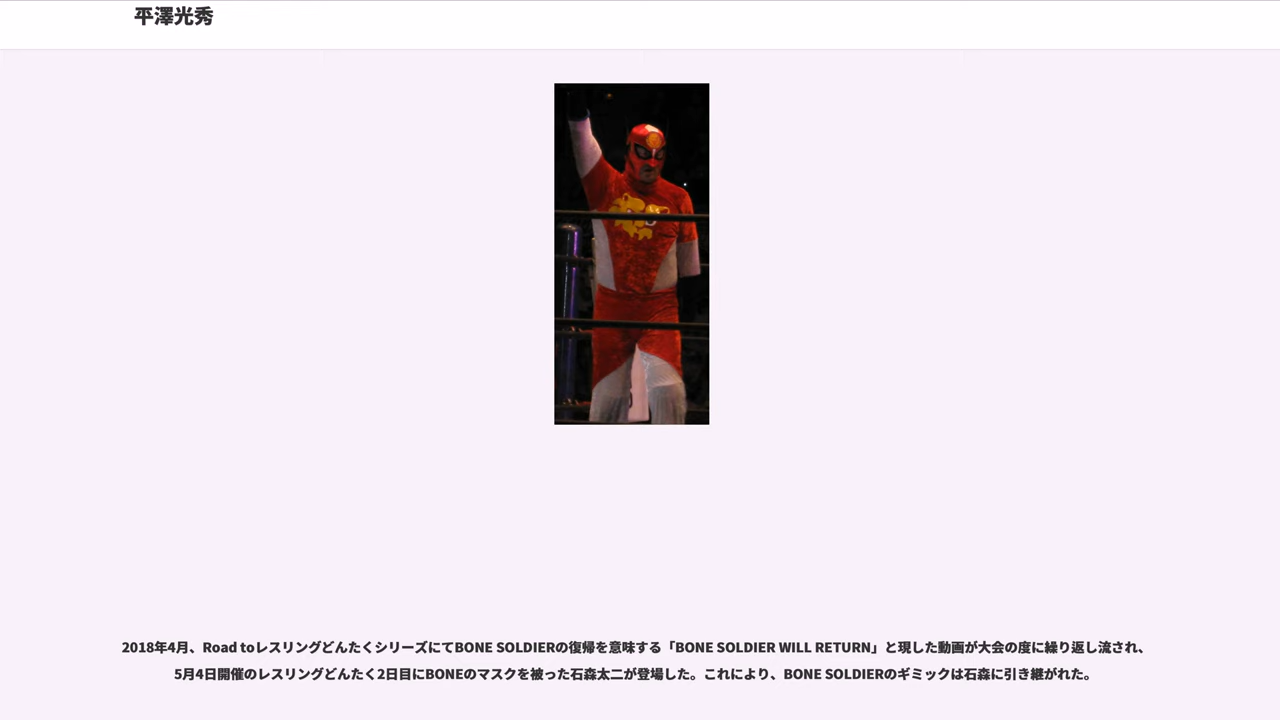 平澤光秀
2018年4月、Road toレスリングどんたくシリーズにてBONE SOLDIERの復帰を意味する「BONE SOLDIER WILL RETURN」と現した動画が大会の度に繰り返し流され、
5月4日開催のレスリングどんたく2日目にBONEのマスクを被った石森太二が登場した。これにより、BONE SOLDIERのギミックは石森に引き継がれた。